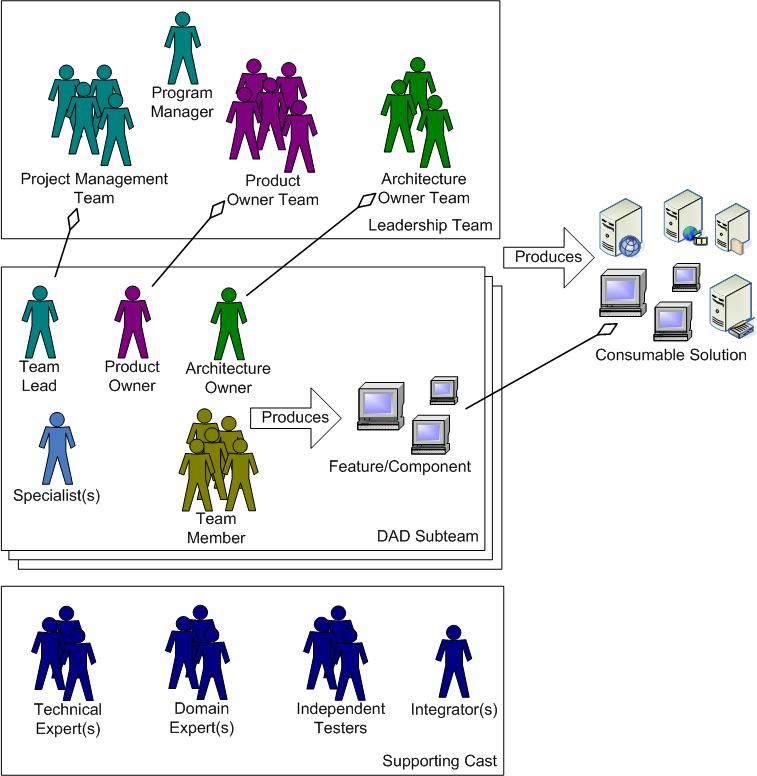 Program
Manager
Project Management
Team
Product
Owner Team
Architecture
Owner Team
Leadership Team
Produces
Consumable Solution
Team
Lead
Product
Owner
Architecture
Owner
Produces
Feature/Component
Specialist(s)
Team
Member
DAD Subteam
Technical
Expert(s)
Domain
Expert(s)
Independent
Testers
Integrator(s)
Supporting Cast